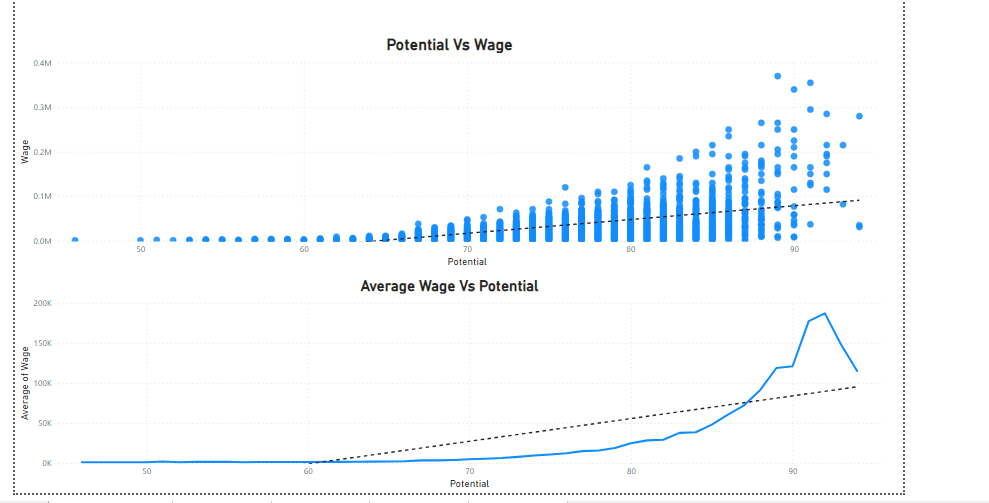 Potential Vs Wage
0.4M
0.3M
0.2M
0.1M
0.0M
Wage
50
60
70
80
90
Potential
Average Wage Vs Potential
200K
150K
100K
50K
0K
Average of Wage
50
60
70
80
90
Potential